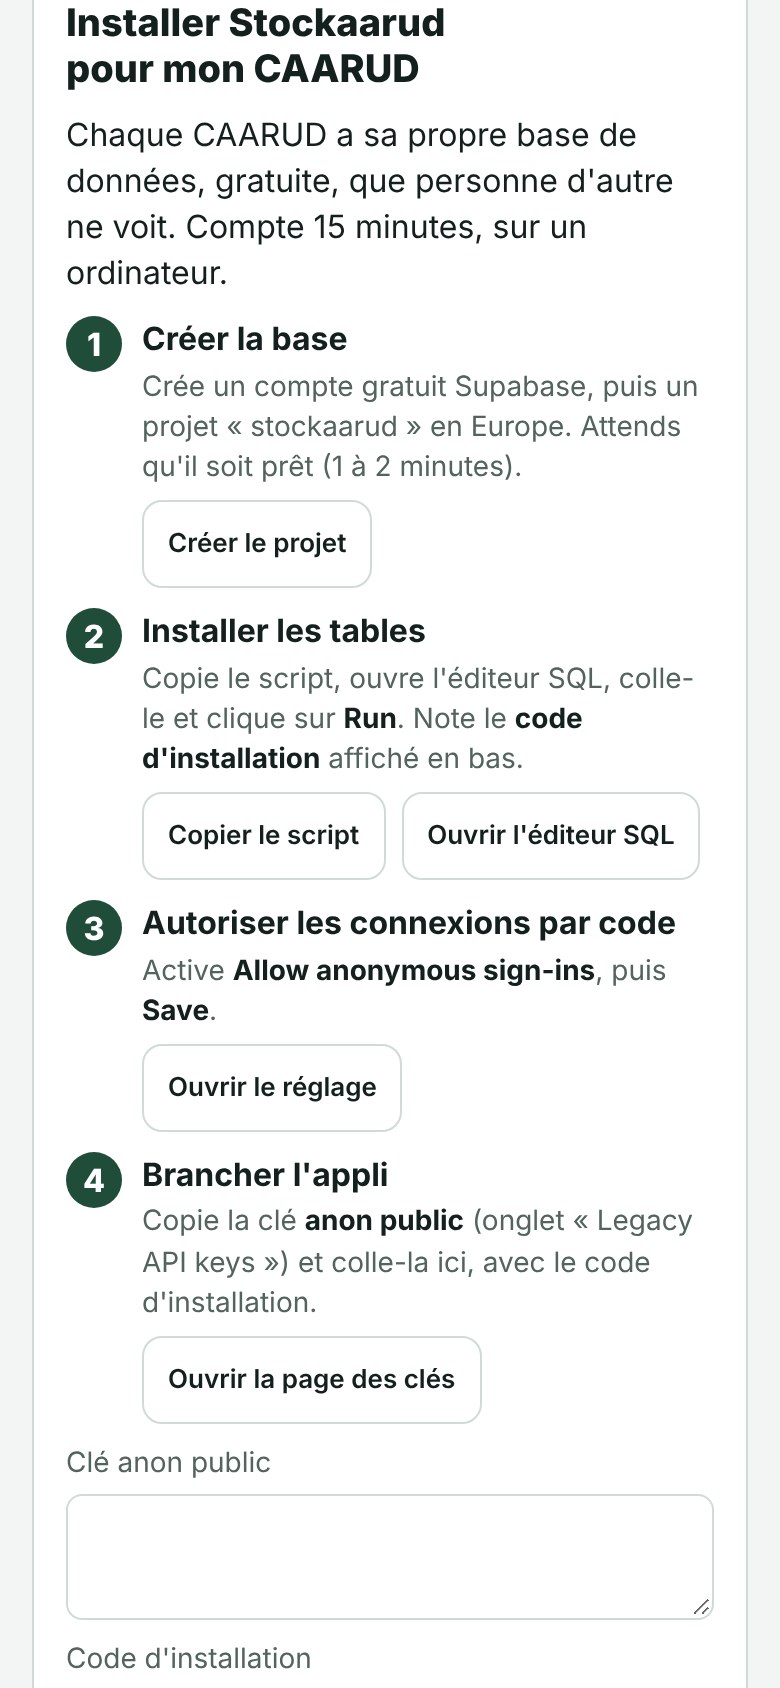 Installer Stockaarud
pour mon CAARUD
Chaque CAARUD a sa propre base de
données, gratuite, que personne d'autre
ne voit. Compte 15 minutes, sur un
ordinateur.
1 Créer la base
Crée un compte gratuit Supabase, puis un
projet « stockaarud » en Europe. Attends
qu'il soit prêt (1 à 2 minutes).
Créer le projet
2 Installer les tables
Copie le script, ouvre l'éditeur SQL, colle-
le et clique sur Run. Note le code
d'installation affiché en bas.
Copier le script Ouvrir l'éditeur SQL
3 Autoriser les connexions par code
Active Allow anonymous sign-ins, puis
Save.
Ouvrir le réglage
4 Brancher l'appli
Copie la clé anon public (onglet « Legacy
API keys ») et colle-la ici, avec le code
d'installation.
Ouvrir la page des clés
Clé anon public
Code d'installation